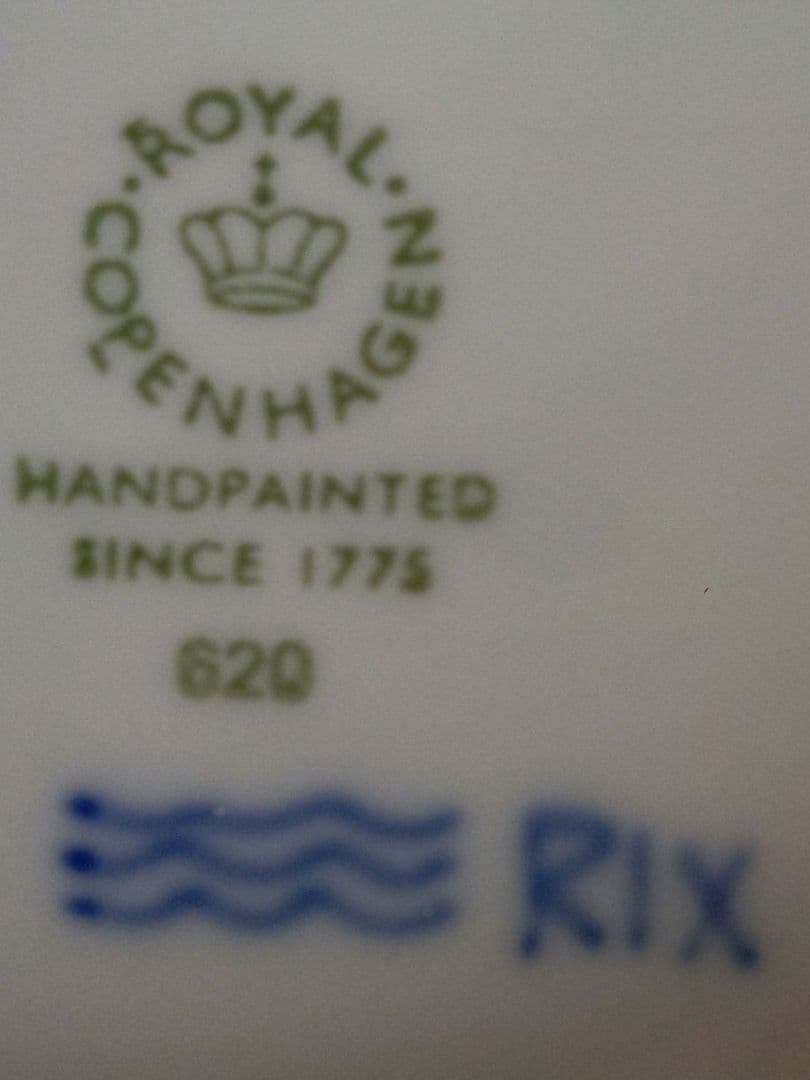 ROYAL · COPENHAGEN ·
HANDPAINTED
SINCE 1775
620
RIX